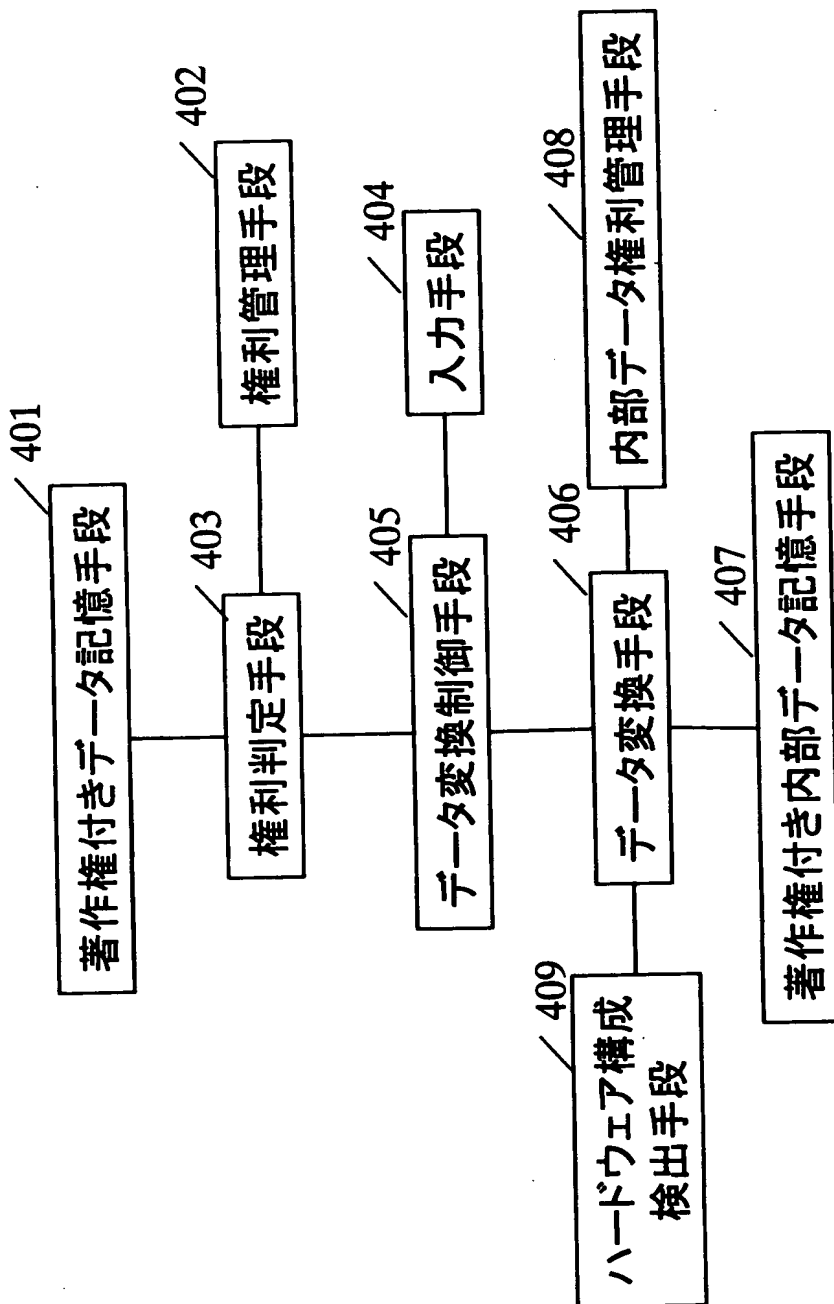 401
著作権付きデータ記憶手段
402
権利管理手段
403
権利判定手段
404
入力手段
405
データ変換制御手段
408
内部データ権利管理手段
406
データ変換手段
409
ハードウェア構成
検出手段
407
著作権付き内部データ記憶手段